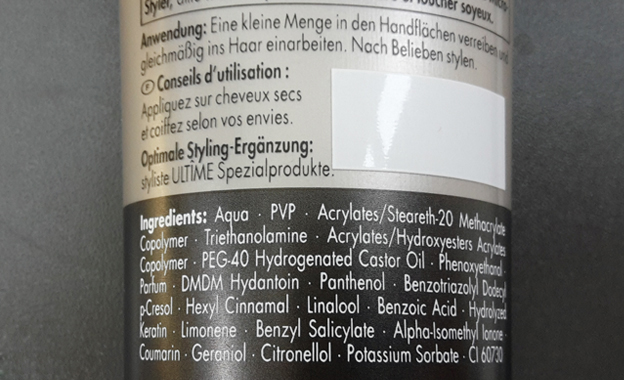 Styler,
toucher soyeux.
Anwendung: Eine kleine Menge in den Handflächen verreiben und
gleichmäßig ins Haar einarbeiten. Nach Belieben stylen.
F Conseils d'utilisation :
Appliquez sur cheveux secs
et coiffez selon vos envies.
Optimale Styling-Ergänzung:
styliste ULTIME Spezialprodukte.
Ingredients: Aqua · PVP · Acrylates/Steareth-20 Methacrylate
Copolymer · Triethanolamine · Acrylates/Hydroxyesters Acrylates
Copolymer · PEG-40 Hydrogenated Castor Oil · Phenoxyethanol ·
Parfum · DMDM Hydantoin · Panthenol · Benzotriazolyl Dodecyl
p-Cresol · Hexyl Cinnamal · Linalool · Benzoic Acid · Hydrolyzed
Keratin · Limonene · Benzyl Salicylate · Alpha-Isomethyl Ionone ·
Coumarin · Geraniol · Citronellol · Potassium Sorbate · CI 60730